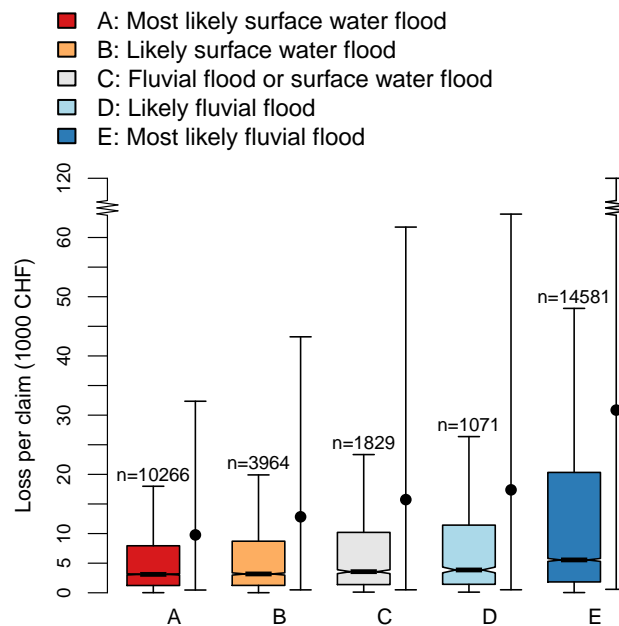 A: Most likely surface water flood
B: Likely surface water flood
C: Fluvial flood or surface water flood
D: Likely fluvial flood
E: Most likely fluvial flood
120
60
50
40
30
20
10
5
0
Loss per claim (1000 CHF)
n=10266
n=3964
n=1829
n=1071
n=14581
A B C D E